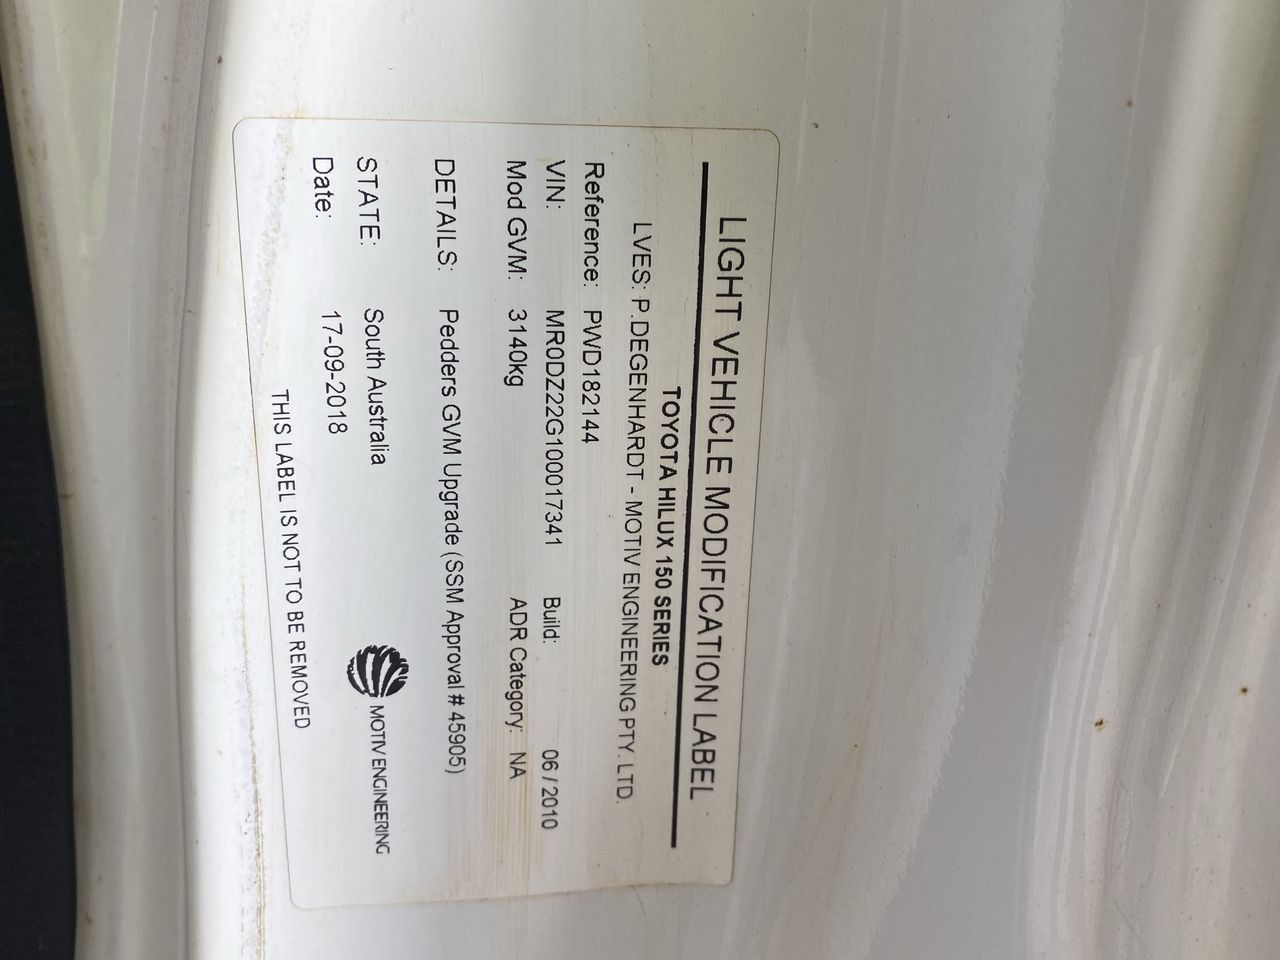 LIGHT VEHICLE MODIFICATION LABEL
TOYOTA HILUX 150 SERIES
LVES: P.DEGENHARDT - MOTIV ENGINEERING PTY. LTD.
Reference: PWD182144
VIN: MR0DZ22G100017341 Build: 06 / 2010
Mod GVM: 3140kg ADR Category: NA
DETAILS: Pedders GVM Upgrade (SSM Approval # 45905)
STATE: South Australia
MOTIV ENGINEERING
Date: 17-09-2018
THIS LABEL IS NOT TO BE REMOVED